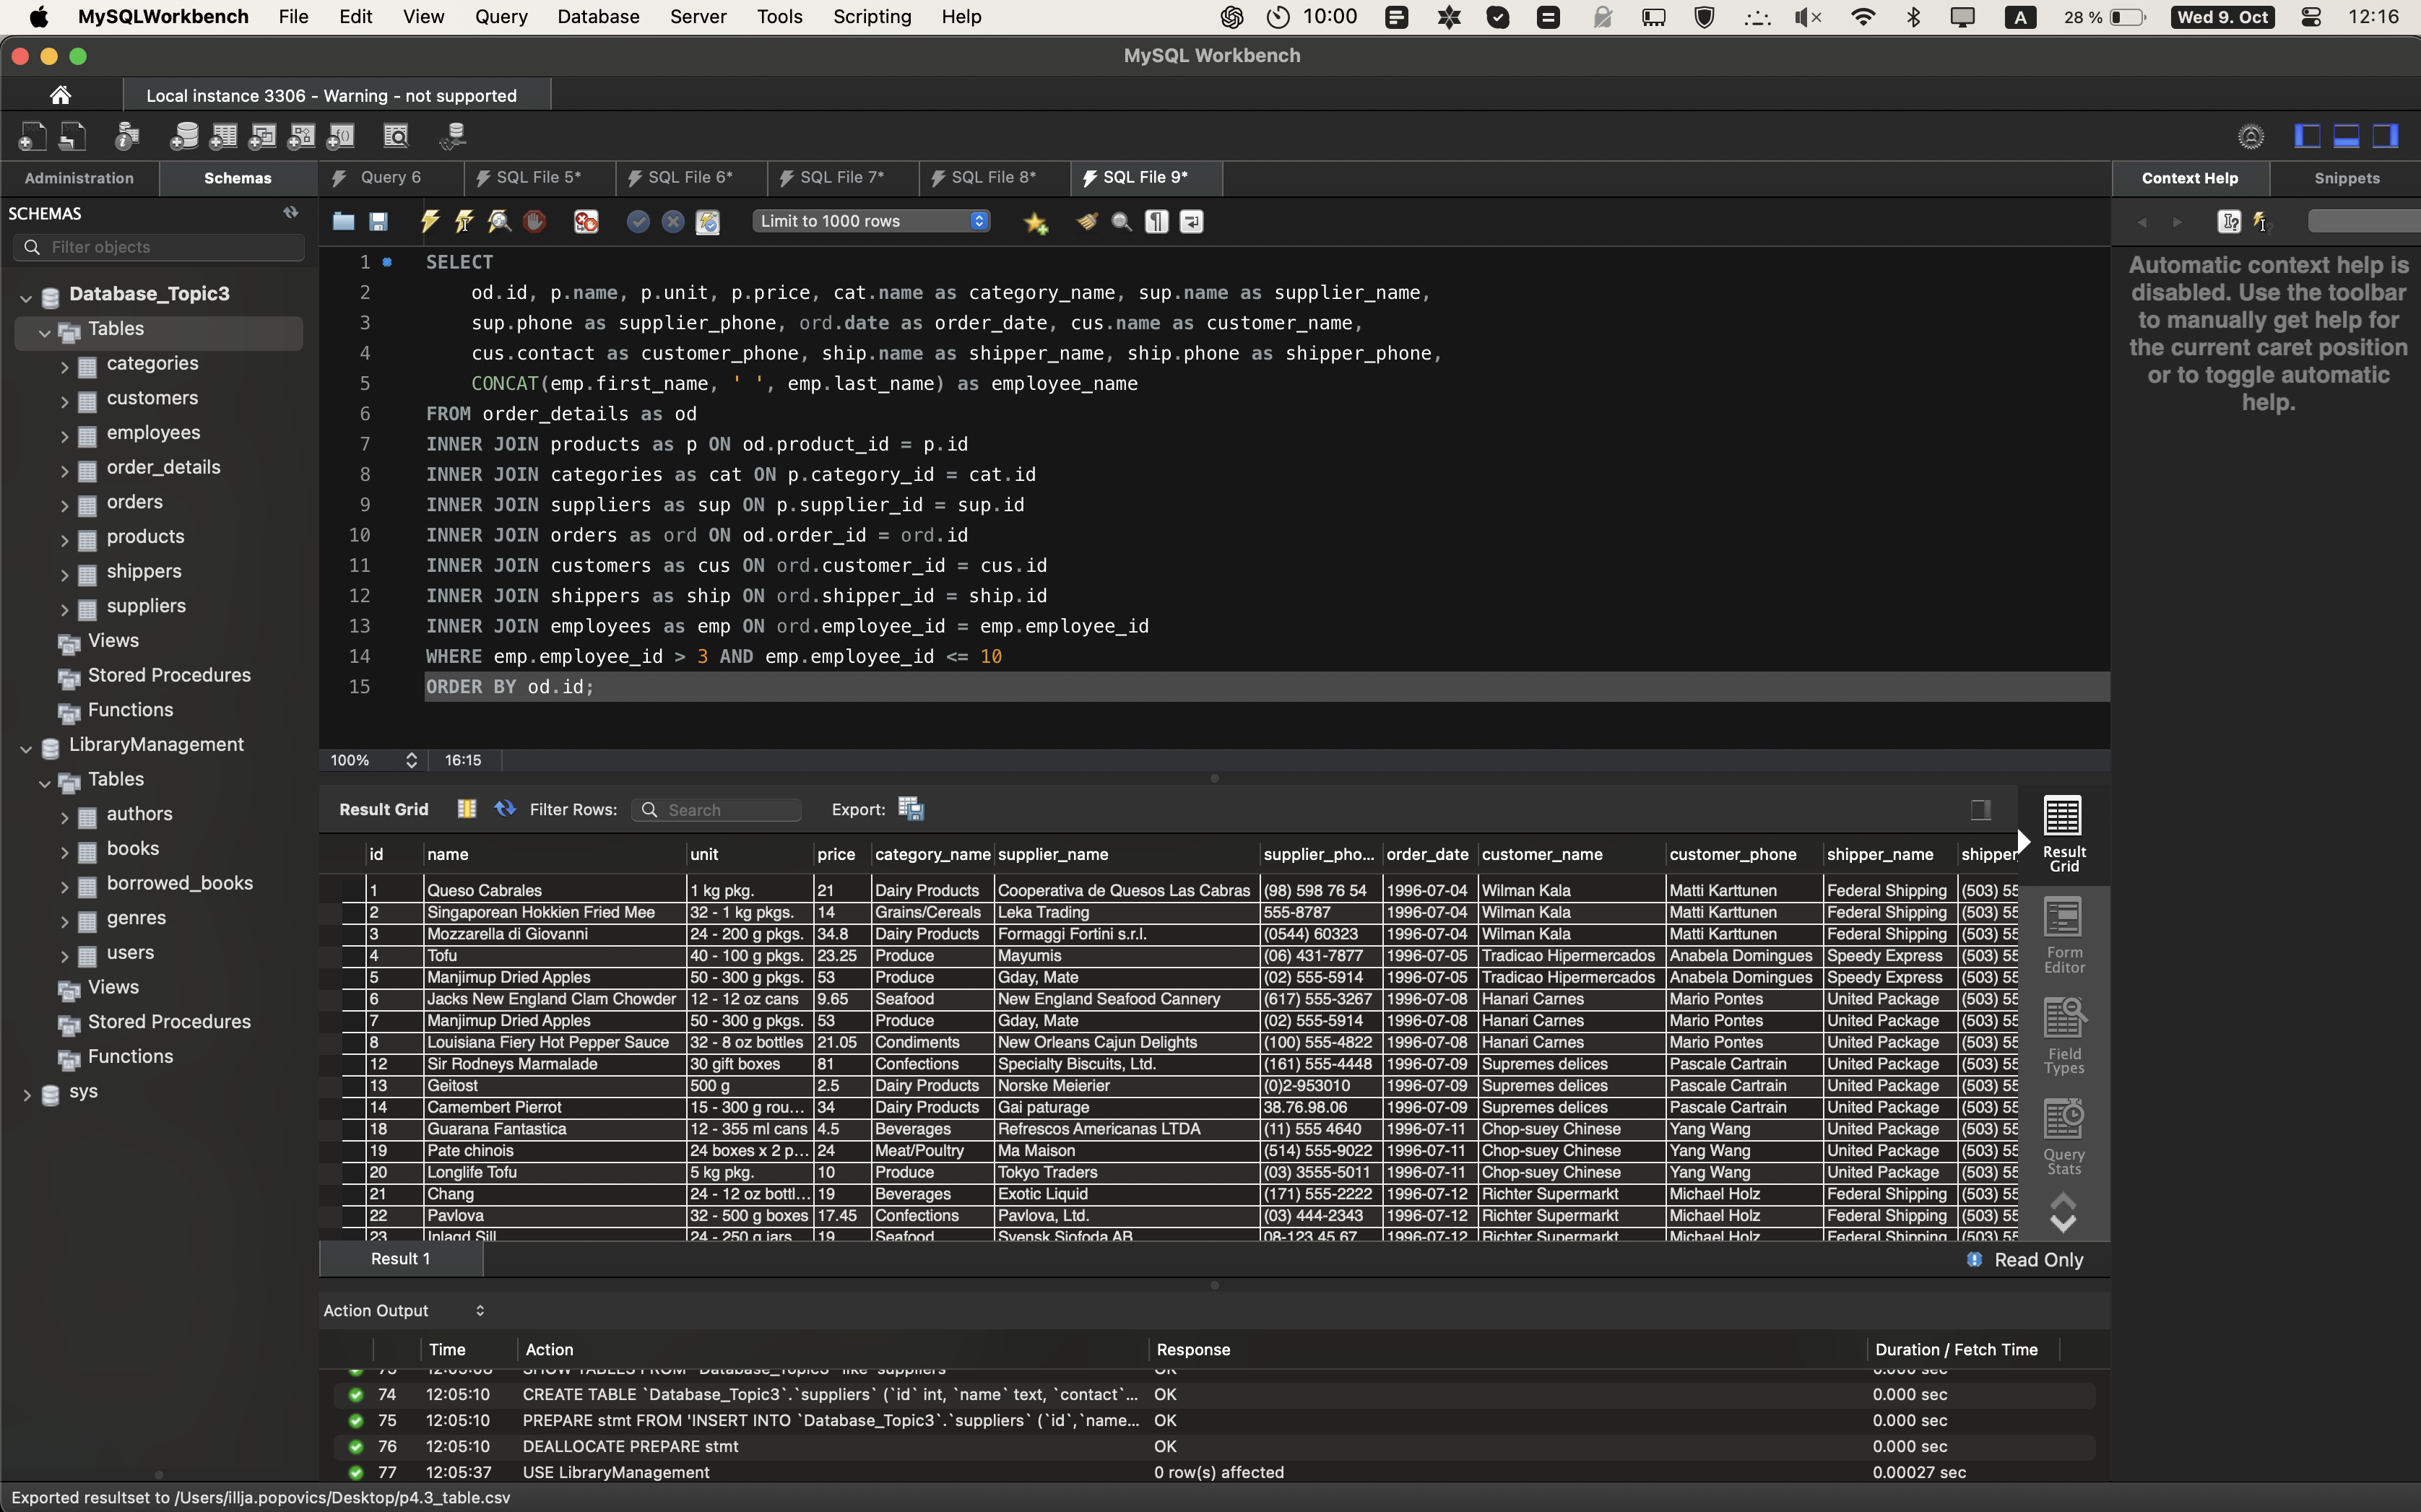 MySQLWorkbench File Edit View Query Database Server Tools Scripting Help 10:00 A 28 % Wed 9. Oct 12:16
MySQL Workbench
Local instance 3306 - Warning - not supported
Administration Schemas Query 6 SQL File 5* SQL File 6* SQL File 7* SQL File 8* SQL File 9* Context Help Snippets
SCHEMAS
Filter objects
Limit to 1000 rows
Database_Topic3
Tables
categories
customers
employees
order_details
orders
products
shippers
suppliers
Views
Stored Procedures
Functions
LibraryManagement
Tables
authors
books
borrowed_books
genres
users
Views
Stored Procedures
Functions
sys
1 SELECT
2 od.id, p.name, p.unit, p.price, cat.name as category_name, sup.name as supplier_name,
3 sup.phone as supplier_phone, ord.date as order_date, cus.name as customer_name,
4 cus.contact as customer_phone, ship.name as shipper_name, ship.phone as shipper_phone,
5 CONCAT(emp.first_name, ' ', emp.last_name) as employee_name
6 FROM order_details as od
7 INNER JOIN products as p ON od.product_id = p.id
8 INNER JOIN categories as cat ON p.category_id = cat.id
9 INNER JOIN suppliers as sup ON p.supplier_id = sup.id
10 INNER JOIN orders as ord ON od.order_id = ord.id
11 INNER JOIN customers as cus ON ord.customer_id = cus.id
12 INNER JOIN shippers as ship ON ord.shipper_id = ship.id
13 INNER JOIN employees as emp ON ord.employee_id = emp.employee_id
14 WHERE emp.employee_id > 3 AND emp.employee_id <= 10
15 ORDER BY od.id;
Automatic context help is
disabled. Use the toolbar
to manually get help for
the current caret position
or to toggle automatic
help.
100% 16:15
Result Grid Filter Rows: Search Export:
id name unit price category_name supplier_name supplier_pho... order_date customer_name customer_phone shipper_name shipper
1 Queso Cabrales 1 kg pkg. 21 Dairy Products Cooperativa de Quesos Las Cabras (98) 598 76 54 1996-07-04 Wilman Kala Matti Karttunen Federal Shipping (503) 55
2 Singaporean Hokkien Fried Mee 32 - 1 kg pkgs. 14 Grains/Cereals Leka Trading 555-8787 1996-07-04 Wilman Kala Matti Karttunen Federal Shipping (503) 55
3 Mozzarella di Giovanni 24 - 200 g pkgs. 34.8 Dairy Products Formaggi Fortini s.r.l. (0544) 60323 1996-07-04 Wilman Kala Matti Karttunen Federal Shipping (503) 55
4 Tofu 40 - 100 g pkgs. 23.25 Produce Mayumis (06) 431-7877 1996-07-05 Tradicao Hipermercados Anabela Domingues Speedy Express (503) 55
5 Manjimup Dried Apples 50 - 300 g pkgs. 53 Produce Gday, Mate (02) 555-5914 1996-07-05 Tradicao Hipermercados Anabela Domingues Speedy Express (503) 55
6 Jacks New England Clam Chowder 12 - 12 oz cans 9.65 Seafood New England Seafood Cannery (617) 555-3267 1996-07-08 Hanari Carnes Mario Pontes United Package (503) 55
7 Manjimup Dried Apples 50 - 300 g pkgs. 53 Produce Gday, Mate (02) 555-5914 1996-07-08 Hanari Carnes Mario Pontes United Package (503) 55
8 Louisiana Fiery Hot Pepper Sauce 32 - 8 oz bottles 21.05 Condiments New Orleans Cajun Delights (100) 555-4822 1996-07-08 Hanari Carnes Mario Pontes United Package (503) 55
12 Sir Rodneys Marmalade 30 gift boxes 81 Confections Specialty Biscuits, Ltd. (161) 555-4448 1996-07-09 Supremes delices Pascale Cartrain United Package (503) 55
13 Geitost 500 g 2.5 Dairy Products Norske Meierier (0)2-953010 1996-07-09 Supremes delices Pascale Cartrain United Package (503) 55
14 Camembert Pierrot 15 - 300 g rou... 34 Dairy Products Gai paturage 38.76.98.06 1996-07-09 Supremes delices Pascale Cartrain United Package (503) 55
18 Guarana Fantastica 12 - 355 ml cans 4.5 Beverages Refrescos Americanas LTDA (11) 555 4640 1996-07-11 Chop-suey Chinese Yang Wang United Package (503) 55
19 Pate chinois 24 boxes x 2 p... 24 Meat/Poultry Ma Maison (514) 555-9022 1996-07-11 Chop-suey Chinese Yang Wang United Package (503) 55
20 Longlife Tofu 5 kg pkg. 10 Produce Tokyo Traders (03) 3555-5011 1996-07-11 Chop-suey Chinese Yang Wang United Package (503) 55
21 Chang 24 - 12 oz bottl... 19 Beverages Exotic Liquid (171) 555-2222 1996-07-12 Richter Supermarkt Michael Holz Federal Shipping (503) 55
22 Pavlova 32 - 500 g boxes 17.45 Confections Pavlova, Ltd. (03) 444-2343 1996-07-12 Richter Supermarkt Michael Holz Federal Shipping (503) 55
23 Inlagd Sill 24 - 250 g jars 19 Seafood Svensk Sjofoda AB 08-123 45 67 1996-07-12 Richter Supermarkt Michael Holz Federal Shipping (503) 55
Result
Grid
Form
Editor
Field
Types
Query
Stats
Result 1 Read Only
Action Output
Time Action Response Duration / Fetch Time
73 12:05:08 SHOW TABLES FROM `Database_Topic3` like 'suppliers' OK 0.000 sec
74 12:05:10 CREATE TABLE `Database_Topic3`.`suppliers` (`id` int, `name` text, `contact`... OK 0.000 sec
75 12:05:10 PREPARE stmt FROM 'INSERT INTO `Database_Topic3`.`suppliers` (`id`,`name... OK 0.000 sec
76 12:05:10 DEALLOCATE PREPARE stmt OK 0.000 sec
77 12:05:37 USE LibraryManagement 0 row(s) affected 0.00027 sec
Exported resultset to /Users/illja.popovics/Desktop/p4.3_table.csv